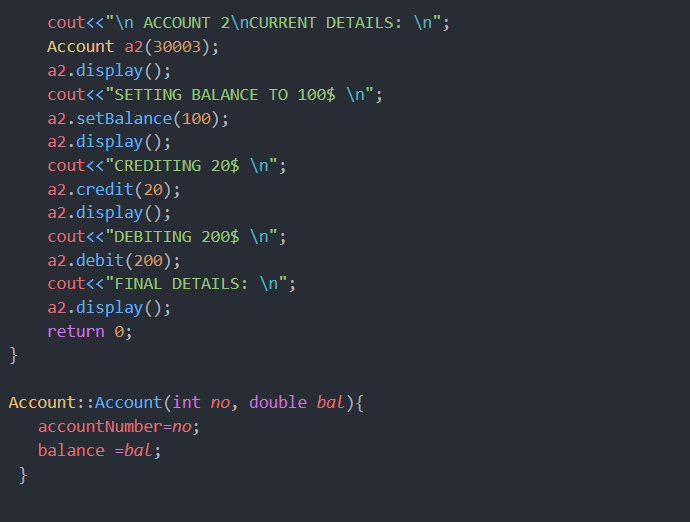 cout<<"\n ACCOUNT 2\nCURRENT DETAILS: \n";
Account a2(30003);
a2.display();
cout<<"SETTING BALANCE TO 100$ \n";
a2.setBalance(100);
a2.display();
cout<<"CREDITING 20$ \n";
a2.credit(20);
a2.display();
cout<<"DEBITING 200$ \n";
a2.debit(200);
cout<<"FINAL DETAILS: \n";
a2.display();
return 0;
}
Account::Account(int no, double bal){
accountNumber=no;
balance =bal;
}